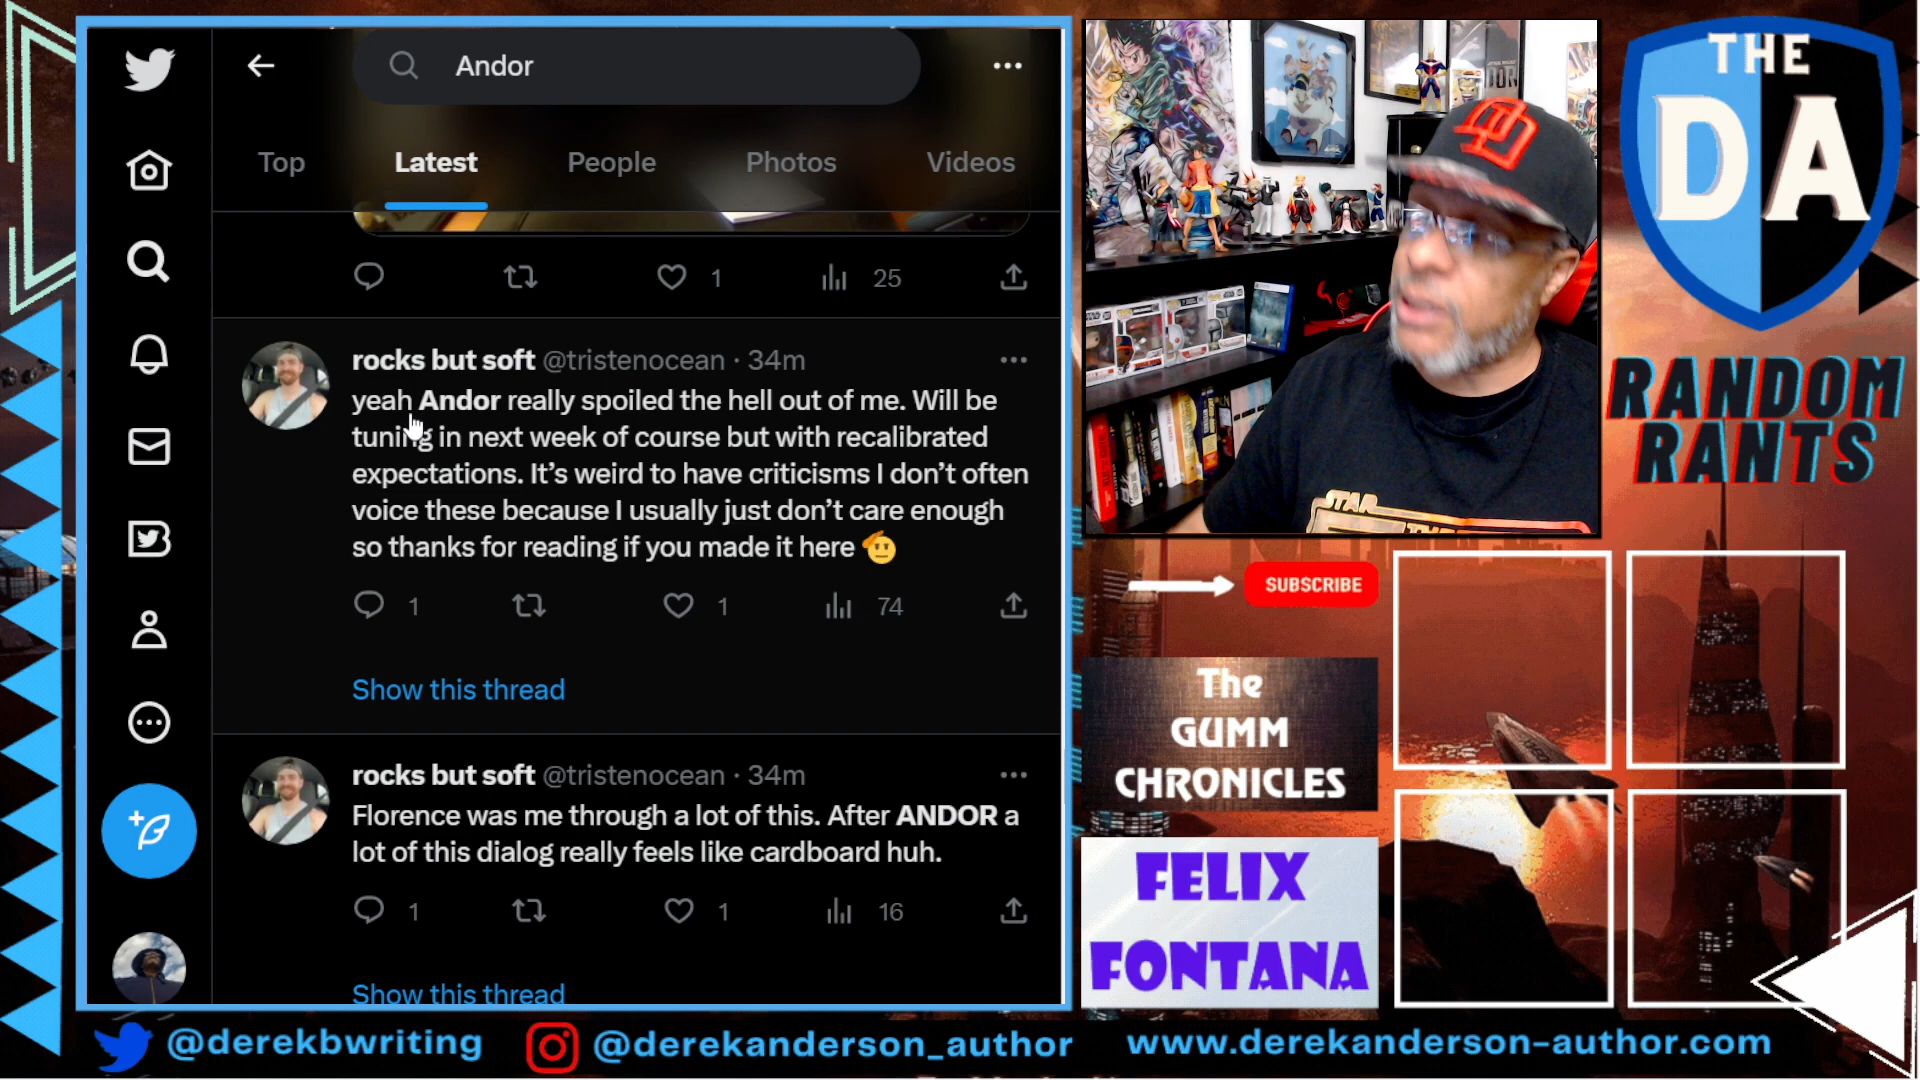 Andor
Top Latest People Photos Videos
1 25
rocks but soft @tristenocean · 34m
yeah Andor really spoiled the hell out of me. Will be
tuning in next week of course but with recalibrated
expectations. It’s weird to have criticisms I don’t often
voice these because I usually just don’t care enough
so thanks for reading if you made it here
1 1 74
Show this thread
rocks but soft @tristenocean · 34m
Florence was me through a lot of this. After ANDOR a
lot of this dialog really feels like cardboard huh.
1 1 16
Show this thread
STAR
THE
DA
RANDOM
RANTS
SUBSCRIBE
The
GUMM
CHRONICLES
FELIX
FONTANA
@derekbwriting @derekanderson_author www.derekanderson-author.com